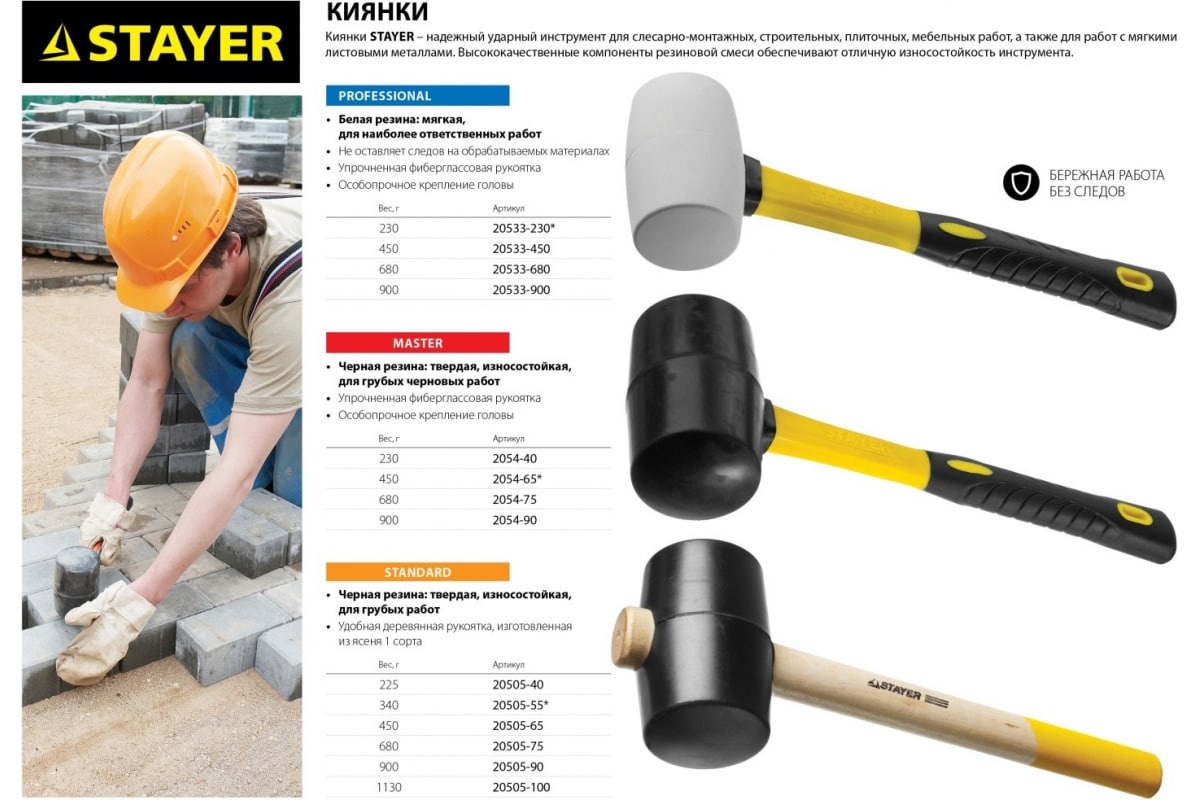 STAYER
КИЯНКИ
Киянки STAYER – надежный ударный инструмент для слесарно-монтажных, строительных, плиточных, мебельных работ, а также для работ с мягкими
листовыми металлами. Высококачественные компоненты резиновой смеси обеспечивают отличную износостойкость инструмента.
PROFESSIONAL
• Белая резина: мягкая,
для наиболее ответственных работ
• Не оставляет следов на обрабатываемых материалах
• Упрочненная фиберглассовая рукоятка
• Особопрочное крепление головы
Вес, г Артикул
230 20533-230*
450 20533-450
680 20533-680
900 20533-900
STAYER
БЕРЕЖНАЯ РАБОТА
БЕЗ СЛЕДОВ
MASTER
• Черная резина: твердая, износостойкая,
для грубых черновых работ
• Упрочненная фиберглассовая рукоятка
• Особопрочное крепление головы
Вес, г Артикул
230 2054-40
450 2054-65*
680 2054-75
900 2054-90
STAYER
STANDARD
• Черная резина: твердая, износостойкая,
для грубых работ
• Удобная деревянная рукоятка, изготовленная
из ясеня 1 сорта
Вес, г Артикул
225 20505-40
340 20505-55*
450 20505-65
680 20505-75
900 20505-90
1130 20505-100
STAYER